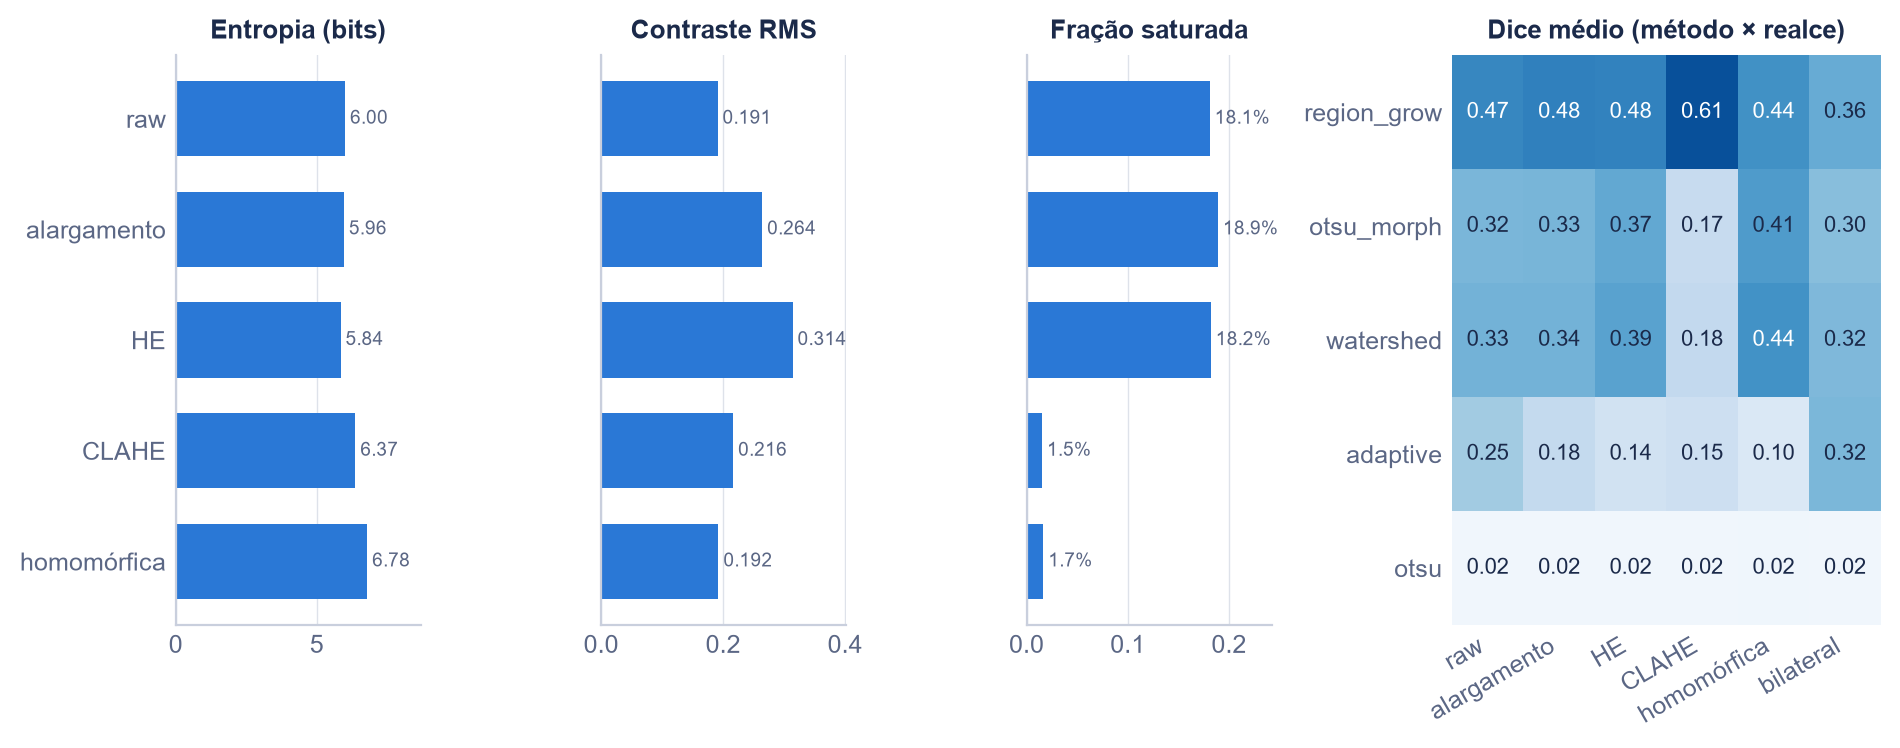 Entropia (bits)
raw 6.00
alargamento 5.96
HE 5.84
CLAHE 6.37
homomórfica 6.78
0 5
Contraste RMS
0.191
0.264
0.314
0.216
0.192
0.0 0.2 0.4
Fração saturada
18.1%
18.9%
18.2%
1.5%
1.7%
0.0 0.1 0.2
Dice médio (método × realce)
region_grow 0.47 0.48 0.48 0.61 0.44 0.36
otsu_morph 0.32 0.33 0.37 0.17 0.41 0.30
watershed 0.33 0.34 0.39 0.18 0.44 0.32
adaptive 0.25 0.18 0.14 0.15 0.10 0.32
otsu 0.02 0.02 0.02 0.02 0.02 0.02
raw alargamento HE CLAHE homomórfica bilateral